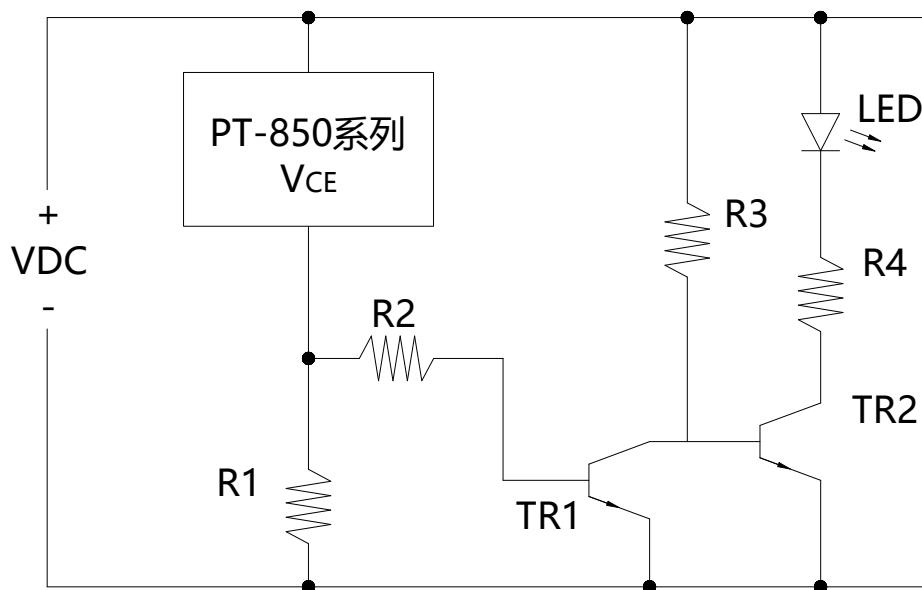 PT-850系列
VCE
LED
+
VDC
-
R3
R4
R2
TR2
R1
TR1